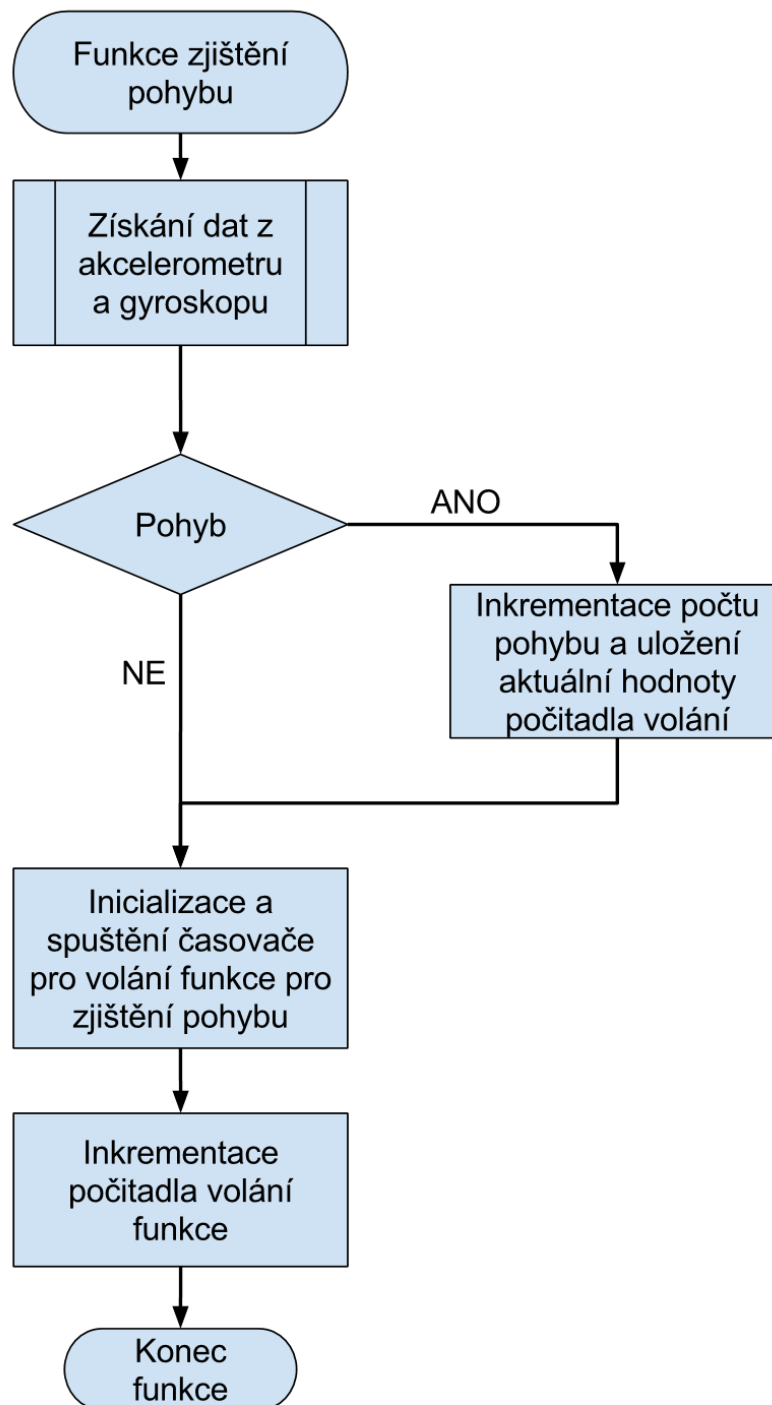 Funkce zjištění
pohybu
Získání dat z
akcelerometru
a gyroskopu
Pohyb
ANO
Inkrementace počtu
pohybu a uložení
aktuální hodnoty
počitadla volání
NE
Inicializace a
spuštění časovače
pro volání funkce pro
zjištění pohybu
Inkrementace
počitadla volání
funkce
Konec
funkce